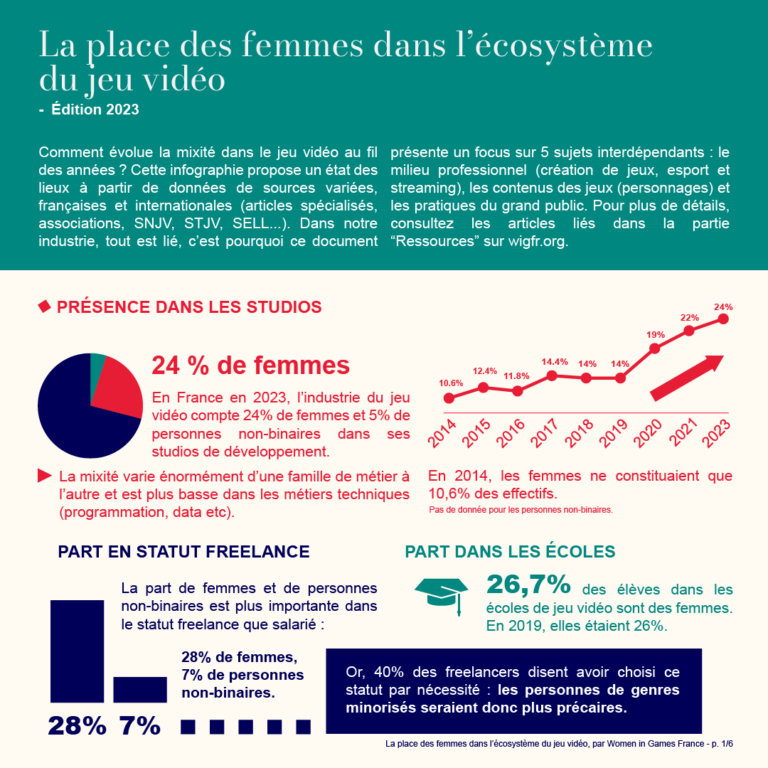 La place des femmes dans l’écosystème
du jeu vidéo
- Édition 2023
Comment évolue la mixité dans le jeu vidéo au fil
des années ? Cette infographie propose un état des
lieux à partir de données de sources variées,
françaises et internationales (articles spécialisés,
associations, SNJV, STJV, SELL...). Dans notre
industrie, tout est lié, c’est pourquoi ce document
présente un focus sur 5 sujets interdépendants : le
milieu professionnel (création de jeux, esport et
streaming), les contenus des jeux (personnages) et
les pratiques du grand public. Pour plus de détails,
consultez les articles liés dans la partie
“Ressources” sur wigfr.org.
PRÉSENCE DANS LES STUDIOS
24 % de femmes
En France en 2023, l’industrie du jeu
vidéo compte 24% de femmes et 5% de
personnes non-binaires dans ses
studios de développement.
La mixité varie énormément d’une famille de métier à
l’autre et est plus basse dans les métiers techniques
(programmation, data etc).
10.6% 12.4% 11.8% 14.4% 14% 14% 19% 22% 24%
2014 2015 2016 2017 2018 2019 2020 2021 2023
En 2014, les femmes ne constituaient que
10,6% des effectifs.
Pas de donnée pour les personnes non-binaires.
PART EN STATUT FREELANCE
La part de femmes et de personnes
non-binaires est plus importante dans
le statut freelance que salarié :
28% de femmes,
7% de personnes
non-binaires.
28% 7%
PART DANS LES ÉCOLES
26,7% des élèves dans les
écoles de jeu vidéo sont des femmes.
En 2019, elles étaient 26%.
Or, 40% des freelancers disent avoir choisi ce
statut par nécessité : les personnes de genres
minorisés seraient donc plus précaires.
La place des femmes dans l’écosystème du jeu vidéo, par Women in Games France - p. 1/6